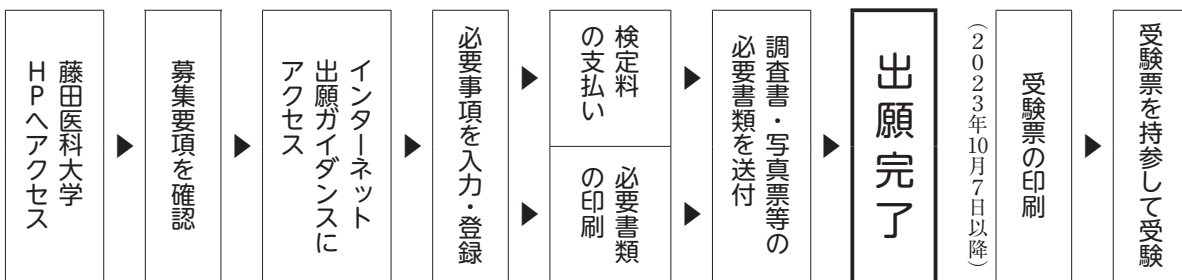 藤田医科大学
HPへアクセス
▶
募集要項を確認
▶
インターネット
出願ガイダンスに
アクセス
▶
必要事項を入力・登録
▶
検定料
の支払い
▶
必要書類
の印刷
▶
▶
調査書・写真票等の
必要書類を送付
▶
出願完了
(2023年10月7日以降)
受験票の印刷
▶
受験票を持参して受験